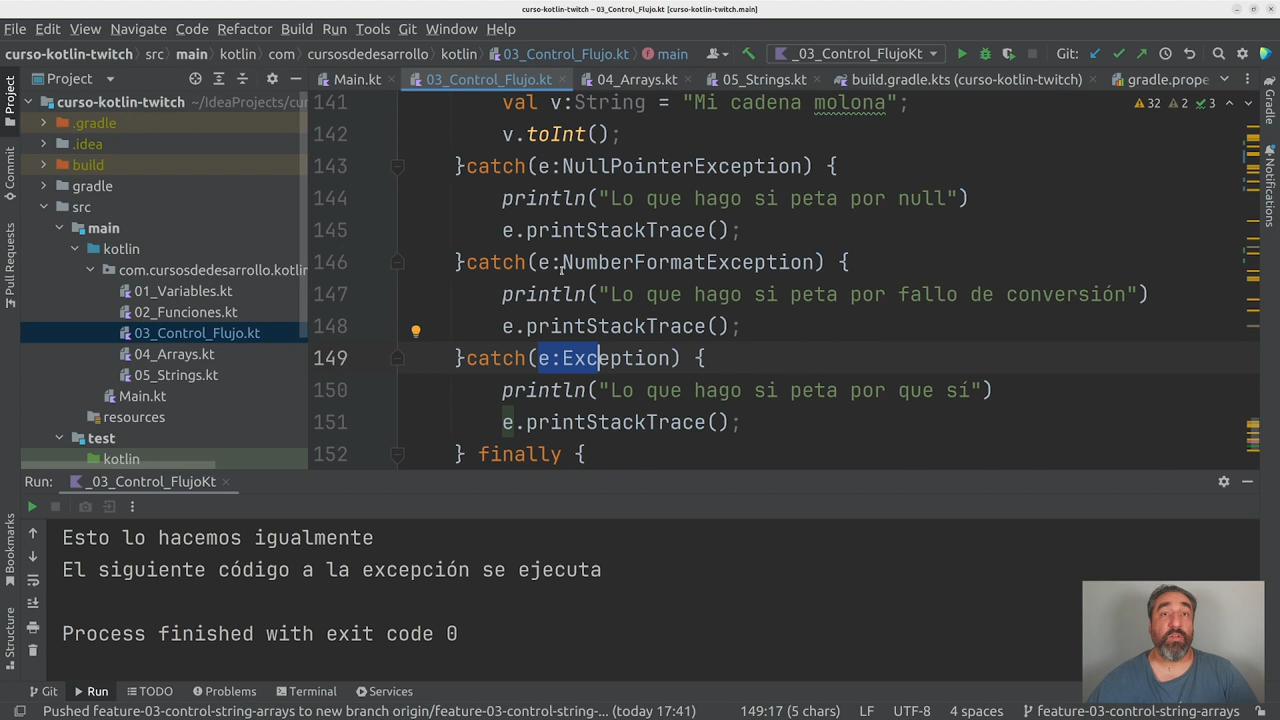 curso-kotlin-twitch – 03_Control_Flujo.kt [curso-kotlin-twitch.main]
File Edit View Navigate Code Refactor Build Run Tools Git Window Help
curso-kotlin-twitch src main kotlin com cursosdedesarrollo kotlin 03_Control_Flujo.kt main _03_Control_FlujoKt Git:
Project Main.kt 03_Control_Flujo.kt 04_Arrays.kt 05_Strings.kt build.gradle.kts (curso-kotlin-twitch) gradle.prope
Project
Commit
Pull Requests
Bookmarks
Structure
curso-kotlin-twitch ~/IdeaProjects/cur
.gradle
.idea
build
gradle
src
main
kotlin
com.cursosdedesarrollo.kotlin
01_Variables.kt
02_Funciones.kt
03_Control_Flujo.kt
04_Arrays.kt
05_Strings.kt
Main.kt
resources
test
kotlin
32 2 3
141 val v:String = "Mi cadena molona";
142 v.toInt();
143 }catch(e:NullPointerException) {
144 println("Lo que hago si peta por null")
145 e.printStackTrace();
146 }catch(e:NumberFormatException) {
147 println("Lo que hago si peta por fallo de conversión")
148 e.printStackTrace();
149 }catch(e:Exception) {
150 println("Lo que hago si peta por que sí")
151 e.printStackTrace();
152 } finally {
Gradle
Notifications
Run: _03_Control_FlujoKt
Esto lo hacemos igualmente
El siguiente código a la excepción se ejecuta
Process finished with exit code 0
Git Run TODO Problems Terminal Services
Pushed feature-03-control-string-arrays to new branch origin/feature-03-control-string-... (today 17:41) 149:17 (5 chars) LF UTF-8 4 spaces feature-03-control-string-arrays